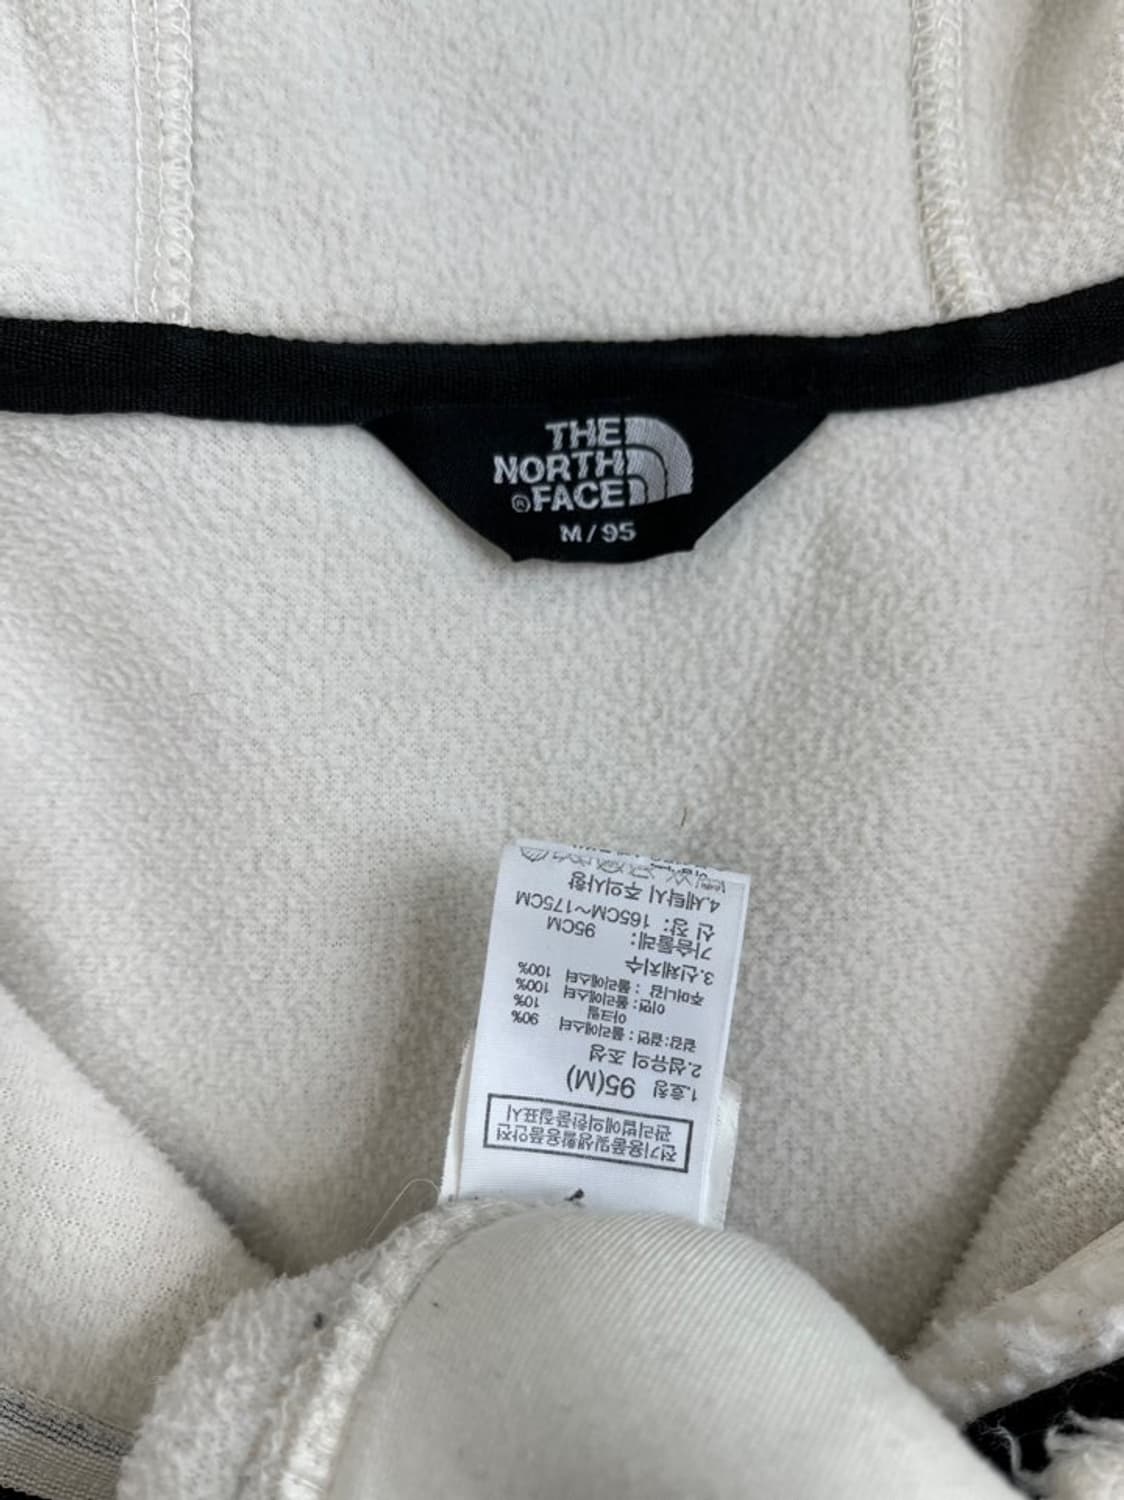 THE
NORTH
® FACE
M / 95
전기용품및생활용품안전
관리법에의한품질표시
1.호칭 95(M)
2.섬유의 조성
겉감:겉면 : 폴리에스터 90%
아크릴 10%
이면 : 폴리에스터 100%
주머니감 : 폴리에스터 100%
3.신체치수
가슴둘레: 95CM
신 장: 165CM~175CM
4.세탁시 주의사항